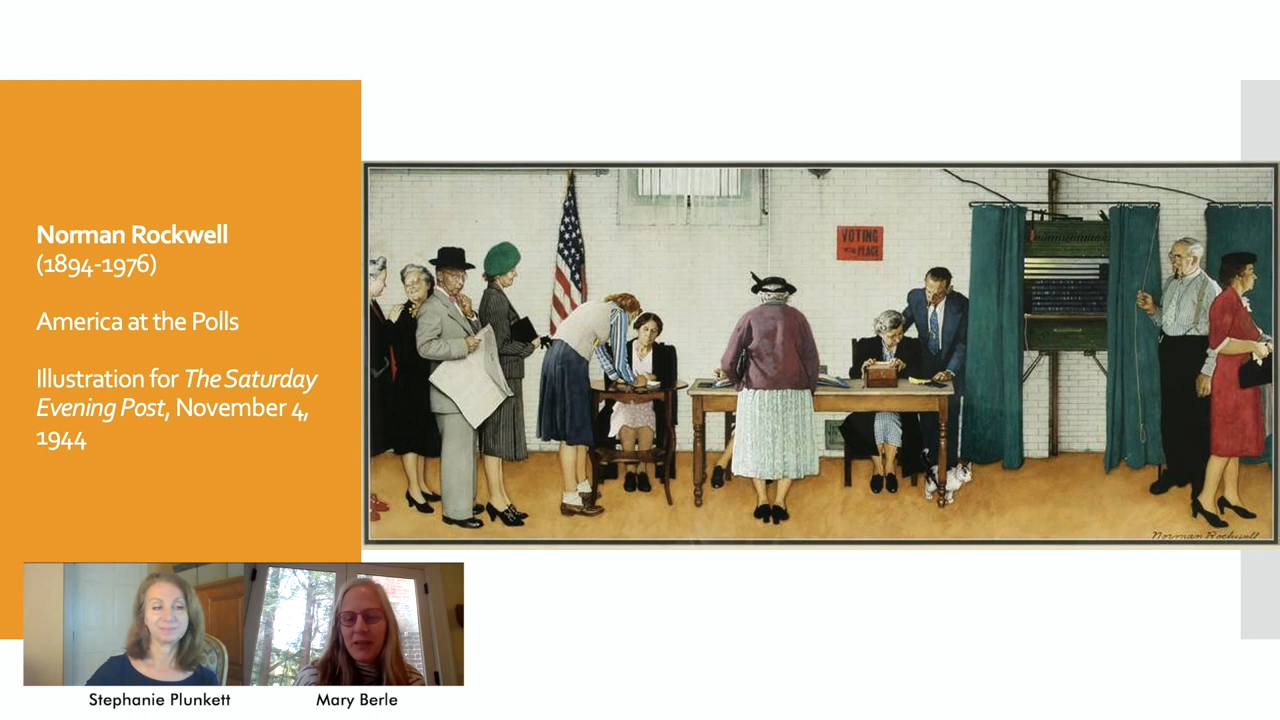 Norman Rockwell
(1894-1976)
America at the Polls
Illustration for The Saturday
Evening Post, November 4,
1944
VOTING
PLACE
Norman Rockwell
Stephanie Plunkett
Mary Berle